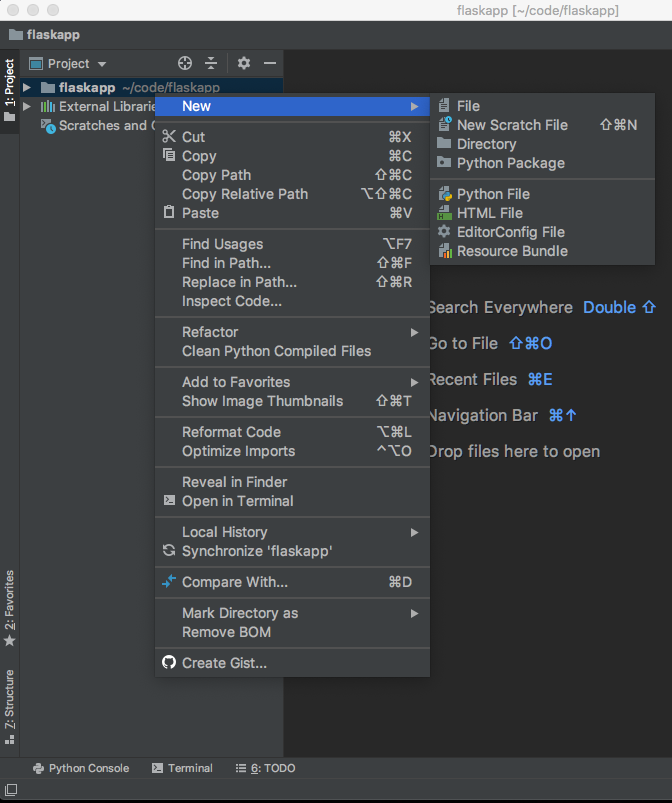 flaskapp [~/code/flaskapp]
flaskapp
1: Project
Project
flaskapp ~/code/flaskapp
External Librarie
Scratches and
New
Cut ⌘X
Copy ⌘C
Copy Path ⇧⌘C
Copy Relative Path ⌥⇧⌘C
Paste ⌘V
Find Usages ⌥F7
Find in Path... ⇧⌘F
Replace in Path... ⇧⌘R
Inspect Code...
Refactor
Clean Python Compiled Files
Add to Favorites
Show Image Thumbnails ⇧⌘T
Reformat Code ⌥⌘L
Optimize Imports ^⌥O
Reveal in Finder
Open in Terminal
Local History
Synchronize 'flaskapp'
Compare With... ⌘D
Mark Directory as
Remove BOM
Create Gist...
File
New Scratch File ⇧⌘N
Directory
Python Package
Python File
HTML File
EditorConfig File
Resource Bundle
Search Everywhere Double ⇧
Go to File ⇧⌘O
Recent Files ⌘E
Navigation Bar ⌘↑
Drop files here to open
2: Favorites
7: Structure
Python Console
Terminal
6: TODO